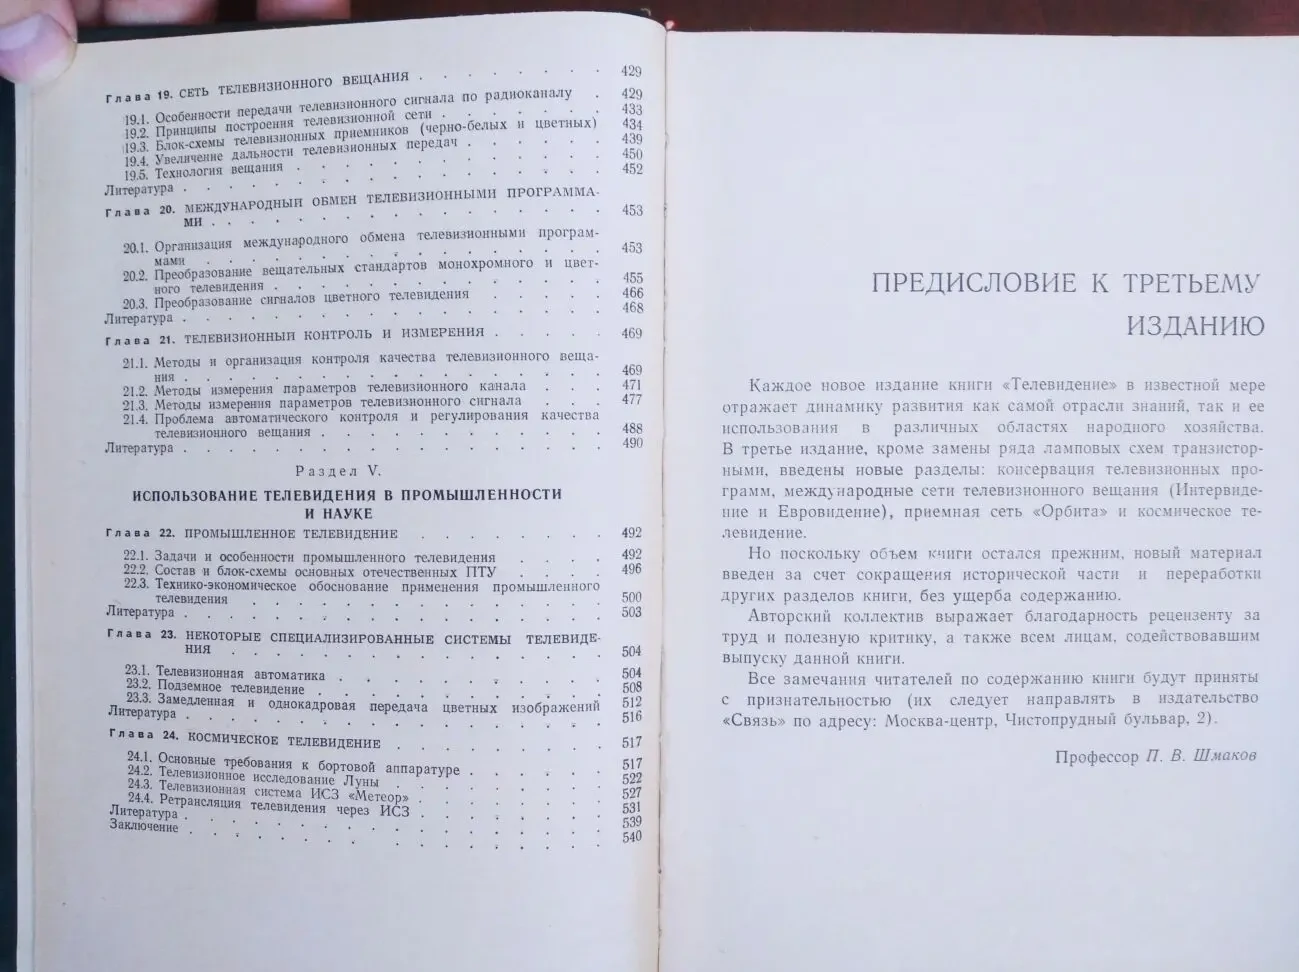 Глава 19. СЕТЬ ТЕЛЕВИЗИОННОГО ВЕЩАНИЯ . . . . . . . 429
19.1. Особенности передачи телевизионного сигнала по радиоканалу . 429
19.2. Принципы построения телевизионной сети . . . . . . . 433
19.3. Блок-схемы телевизионных приемников (черно-белых и цветных) 434
19.4. Увеличение дальности телевизионных передач . . . . . . 439
19.5. Технология вещания . . . . . . . . . . . 450
Литература . . . . . . . . . . . . . . . 452
Глава 20. МЕЖДУНАРОДНЫЙ ОБМЕН ТЕЛЕВИЗИОННЫМИ ПРОГРАММА-
МИ . . . . . . . . . . . . . . 453
20.1. Организация международного обмена телевизионными програм-
мами . . . . . . . . . . . . . . 453
20.2. Преобразование вещательных стандартов монохромного и цвет-
ного телевидения . . . . . . . . . . . . 455
20.3. Преобразование сигналов цветного телевидения . . . . . 466
Литература . . . . . . . . . . . . . . . 468
Глава 21. ТЕЛЕВИЗИОННЫЙ КОНТРОЛЬ И ИЗМЕРЕНИЯ . . . . . 469
21.1. Методы и организация контроля качества телевизионного веща-
ния . . . . . . . . . . . . . . . 469
21.2. Методы измерения параметров телевизионного канала . . . 471
21.3. Методы измерения параметров телевизионного сигнала . . . 477
21.4. Проблема автоматического контроля и регулирования качества
телевизионного вещания . . . . . . . . . . 488
Литература . . . . . . . . . . . . . . . 490
Раздел V.
ИСПОЛЬЗОВАНИЕ ТЕЛЕВИДЕНИЯ В ПРОМЫШЛЕННОСТИ
И НАУКЕ
Глава 22. ПРОМЫШЛЕННОЕ ТЕЛЕВИДЕНИЕ . . . . . . . 492
22.1. Задачи и особенности промышленного телевидения . . . . 492
22.2. Состав и блок-схемы основных отечественных ПТУ . . . . 496
22.3. Технико-экономическое обоснование применения промышленного
телевидения . . . . . . . . . . . . . 500
Литература . . . . . . . . . . . . . . . 503
Глава 23. НЕКОТОРЫЕ СПЕЦИАЛИЗИРОВАННЫЕ СИСТЕМЫ ТЕЛЕВИДЕ-
НИЯ . . . . . . . . . . . . . . 504
23.1. Телевизионная автоматика . . . . . . . . . . 504
23.2. Подземное телевидение . . . . . . . . . . 508
23.3. Замедленная и однокадровая передача цветных изображений 512
Литература . . . . . . . . . . . . . . . 516
Глава 24. КОСМИЧЕСКОЕ ТЕЛЕВИДЕНИЕ . . . . . . . . 517
24.1. Основные требования к бортовой аппаратуре . . . . . . 517
24.2. Телевизионное исследование Луны . . . . . . . . 522
24.3. Телевизионная система ИСЗ «Метеор» . . . . . . . 527
24.4. Ретрансляция телевидения через ИСЗ . . . . . . . 531
Литература . . . . . . . . . . . . . . . 539
Заключение . . . . . . . . . . . . . . . 540
ПРЕДИСЛОВИЕ К ТРЕТЬЕМУ
ИЗДАНИЮ
Каждое новое издание книги «Телевидение» в известной мере
отражает динамику развития как самой отрасли знаний, так и ее
использования в различных областях народного хозяйства.
В третье издание, кроме замены ряда ламповых схем транзистор-
ными, введены новые разделы: консервация телевизионных про-
грамм, международные сети телевизионного вещания (Интервиде-
ние и Евровидение), приемная сеть «Орбита» и космическое те-
левидение.
Но поскольку объем книги остался прежним, новый материал
введен за счет сокращения исторической части и переработки
других разделов книги, без ущерба содержанию.
Авторский коллектив выражает благодарность рецензенту за
труд и полезную критику, а также всем лицам, содействовавшим
выпуску данной книги.
Все замечания читателей по содержанию книги будут приняты
с признательностью (их следует направлять в издательство
«Связь» по адресу: Москва-центр, Чистопрудный бульвар, 2).
Профессор П. В. Шмаков